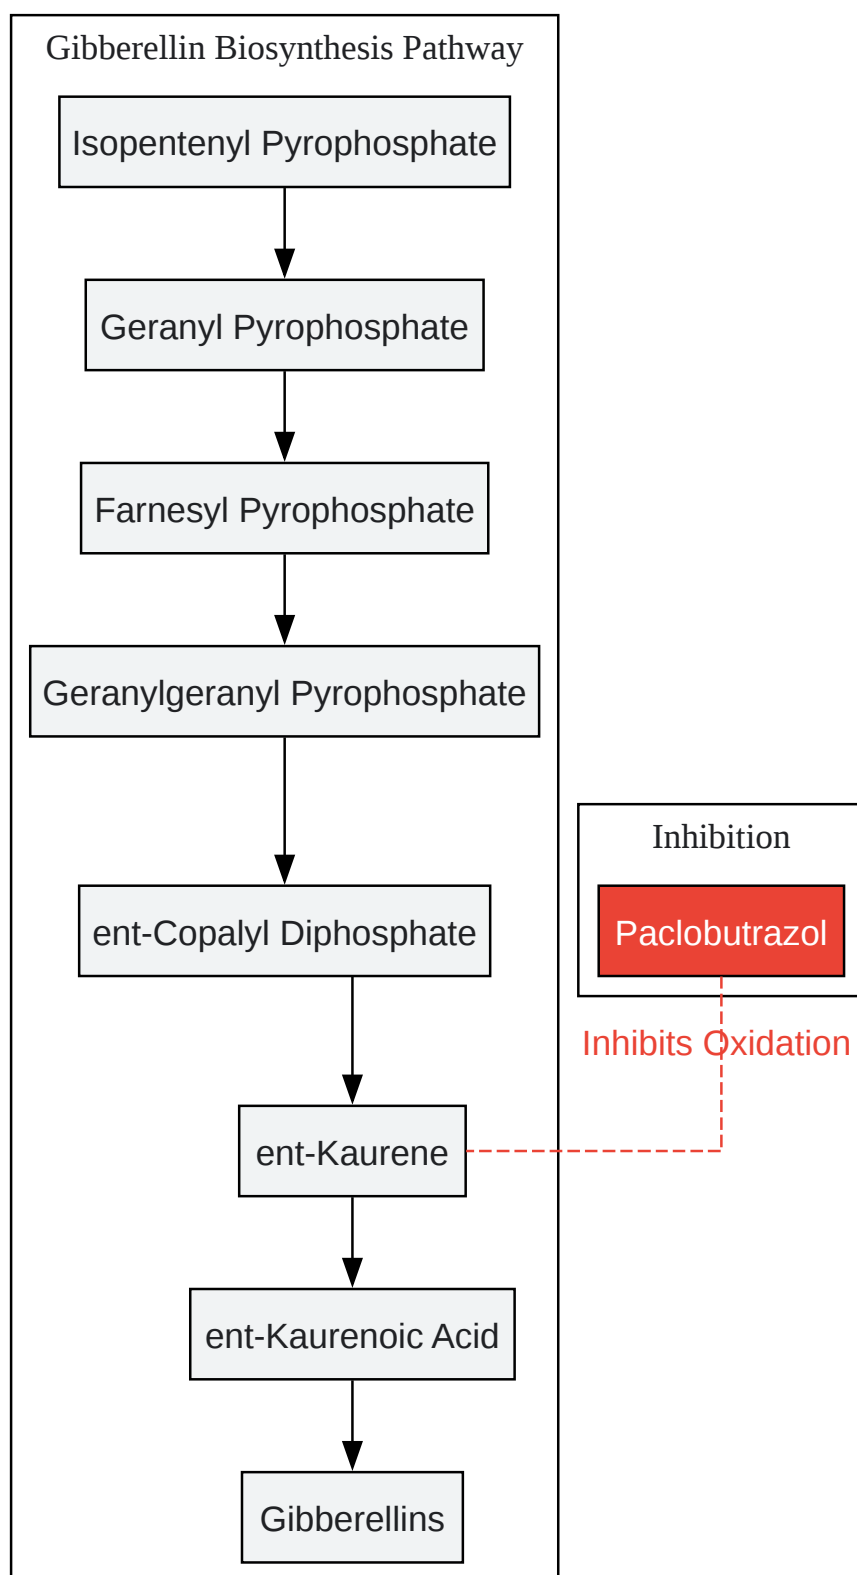 Gibberellin Biosynthesis Pathway
Isopentenyl Pyrophosphate
Geranyl Pyrophosphate
Farnesyl Pyrophosphate
Geranylgeranyl Pyrophosphate
Inhibition
ent-Copalyl Diphosphate
Paclobutrazol
Inhibits Oxidation
ent-Kaurene
ent-Kaurenoic Acid
Gibberellins